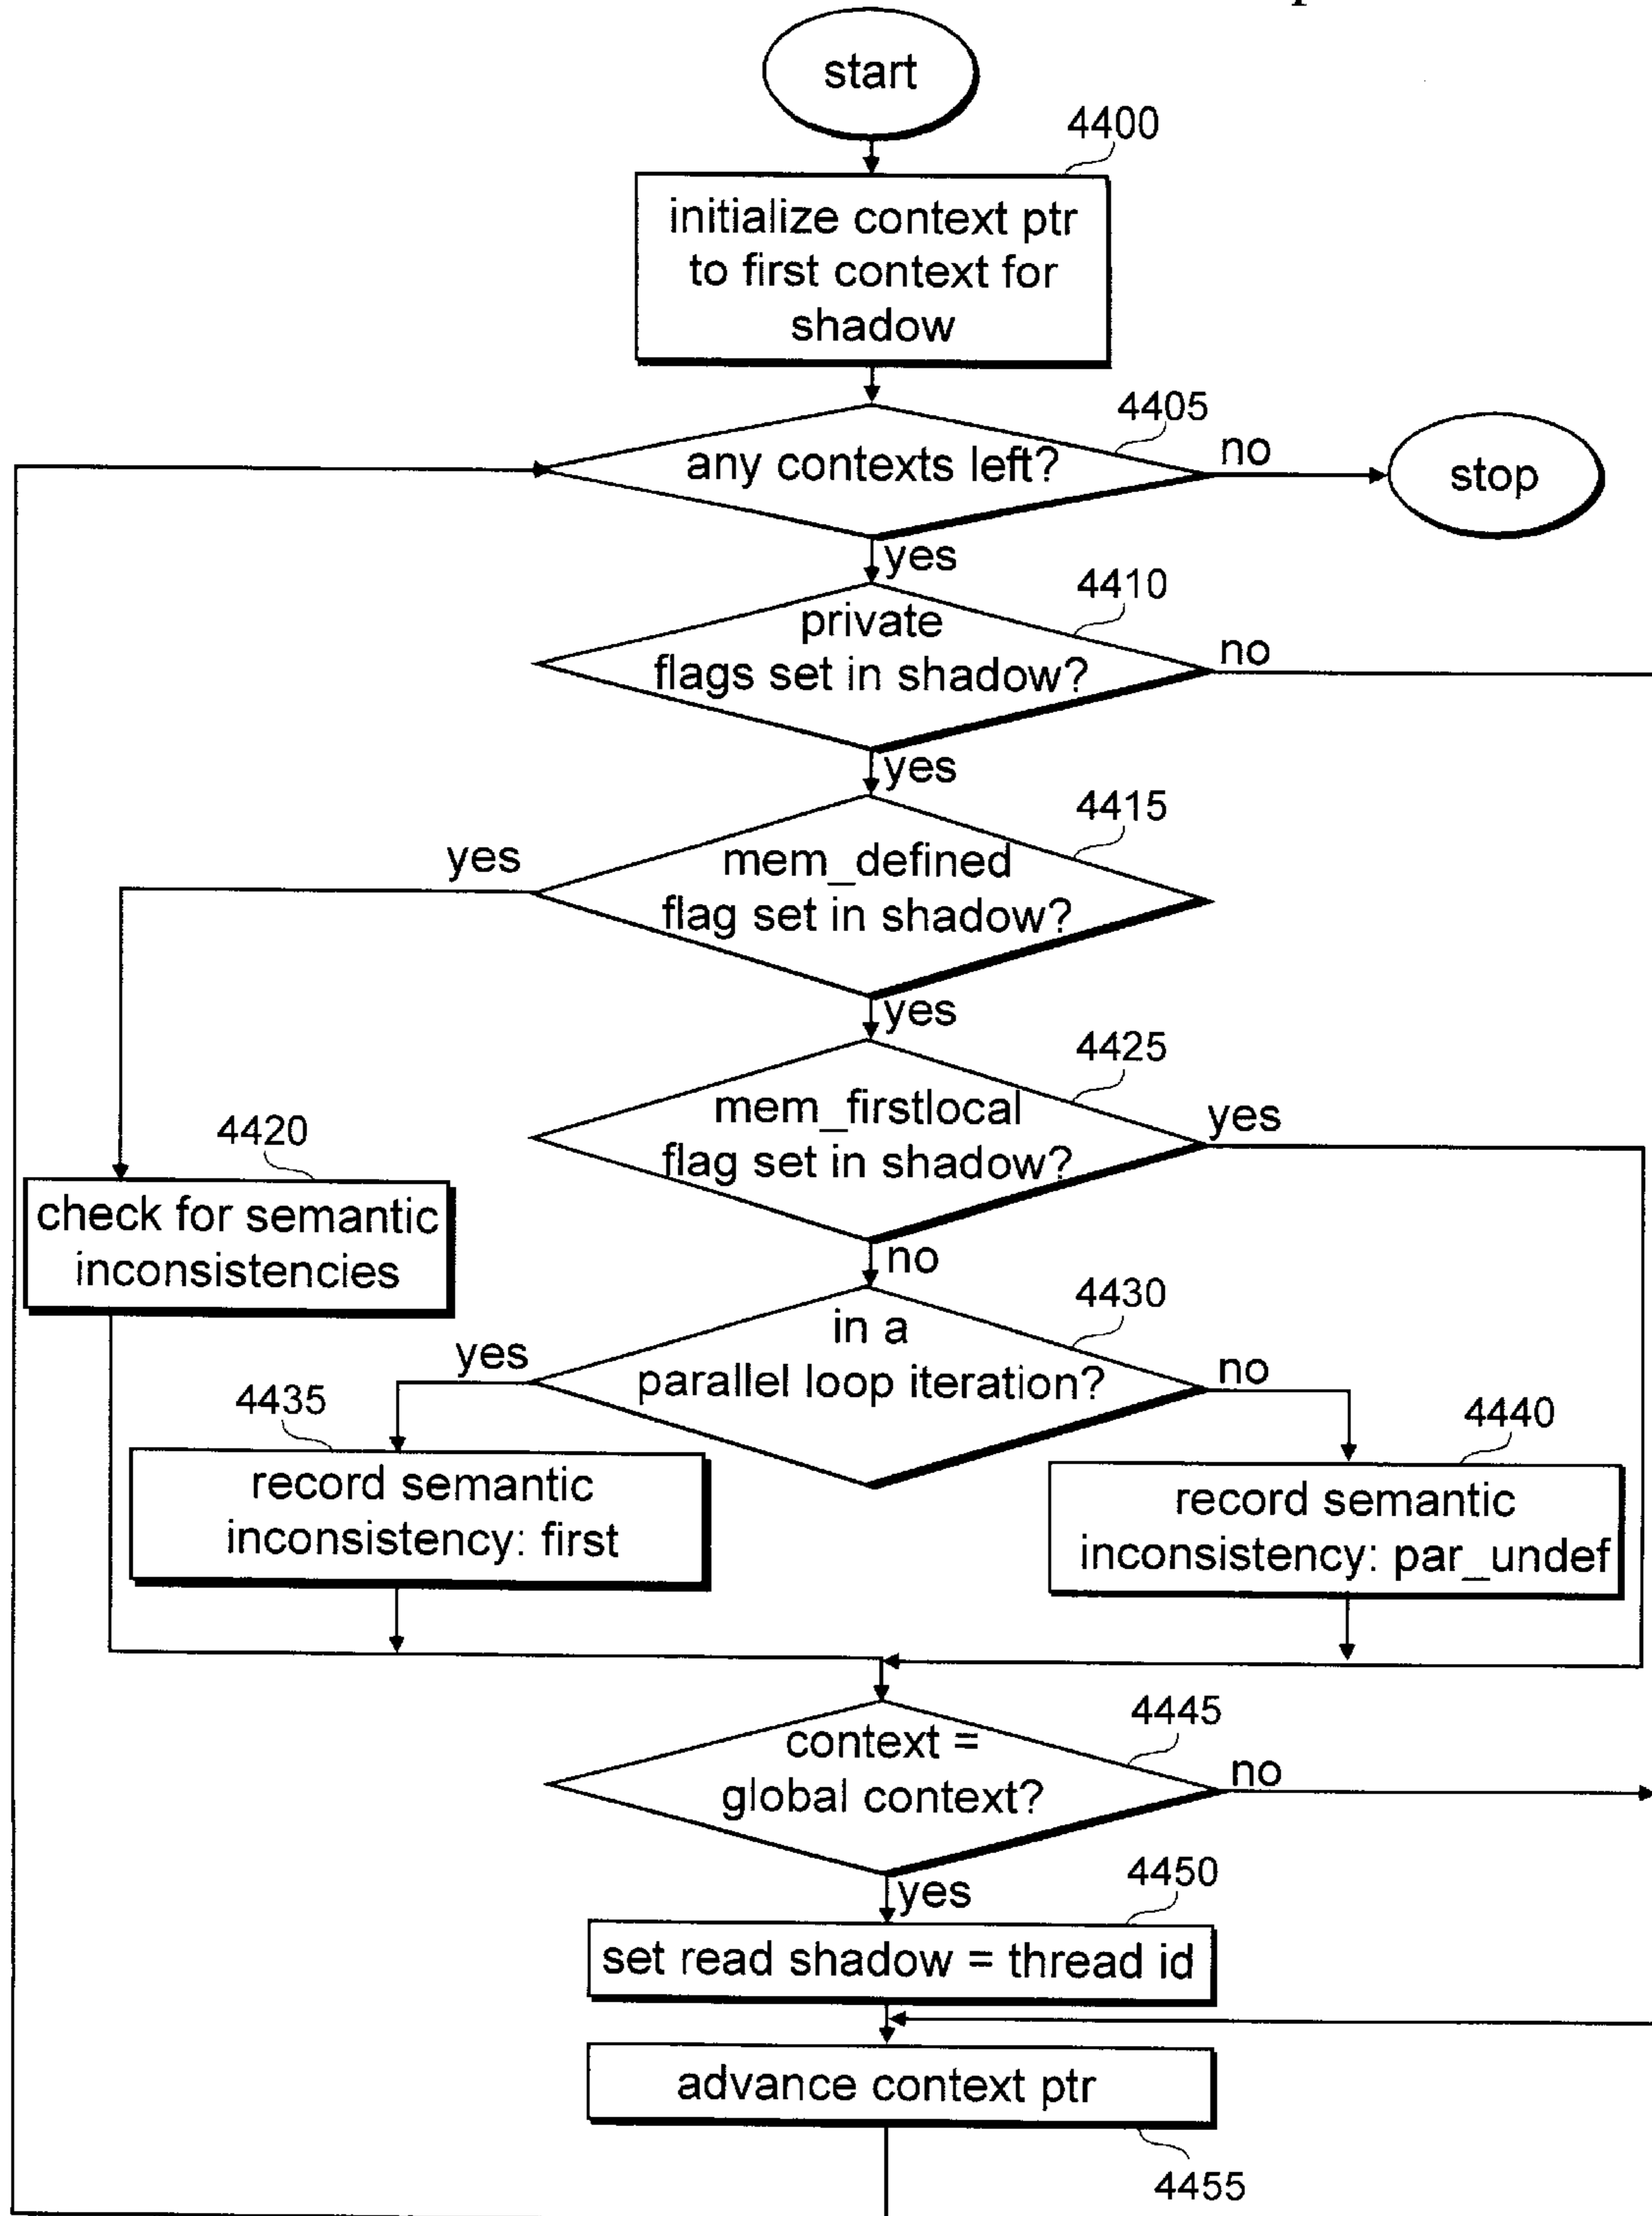 start
4400
initialize context ptr
to first context for
shadow
4405
any contexts left?
no
stop
yes
4410
private
flags set in shadow?
no
yes
4415
mem_defined
flag set in shadow?
yes
yes
4425
mem_firstlocal
flag set in shadow?
yes
4420
check for semantic
inconsistencies
no
4430
in a
parallel loop iteration?
yes
no
4435
record semantic
inconsistency: first
4440
record semantic
inconsistency: par_undef
4445
context =
global context?
no
yes
4450
set read shadow = thread id
advance context ptr
4455